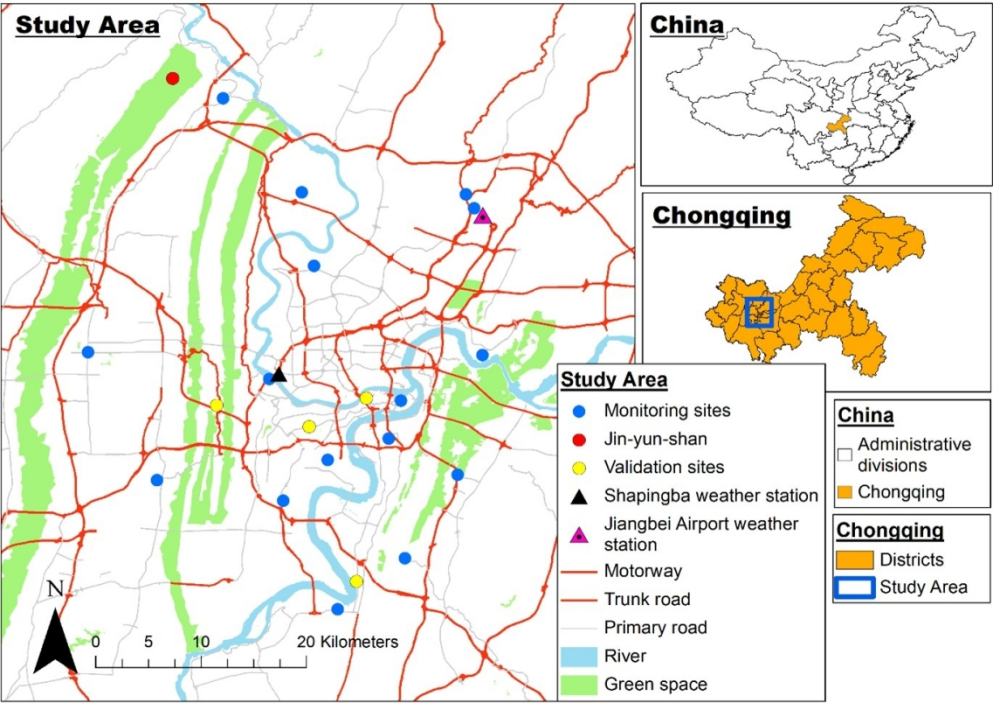 Study Area
China
Chongqing
Study Area
Monitoring sites
Jin-yun-shan
Validation sites
Shapingba weather station
Jiangbei Airport weather
station
Motorway
Trunk road
Primary road
River
Green space
China
Administrative
divisions
Chongqing
Chongqing
Districts
Study Area
N
0 5 10 20 Kilometers